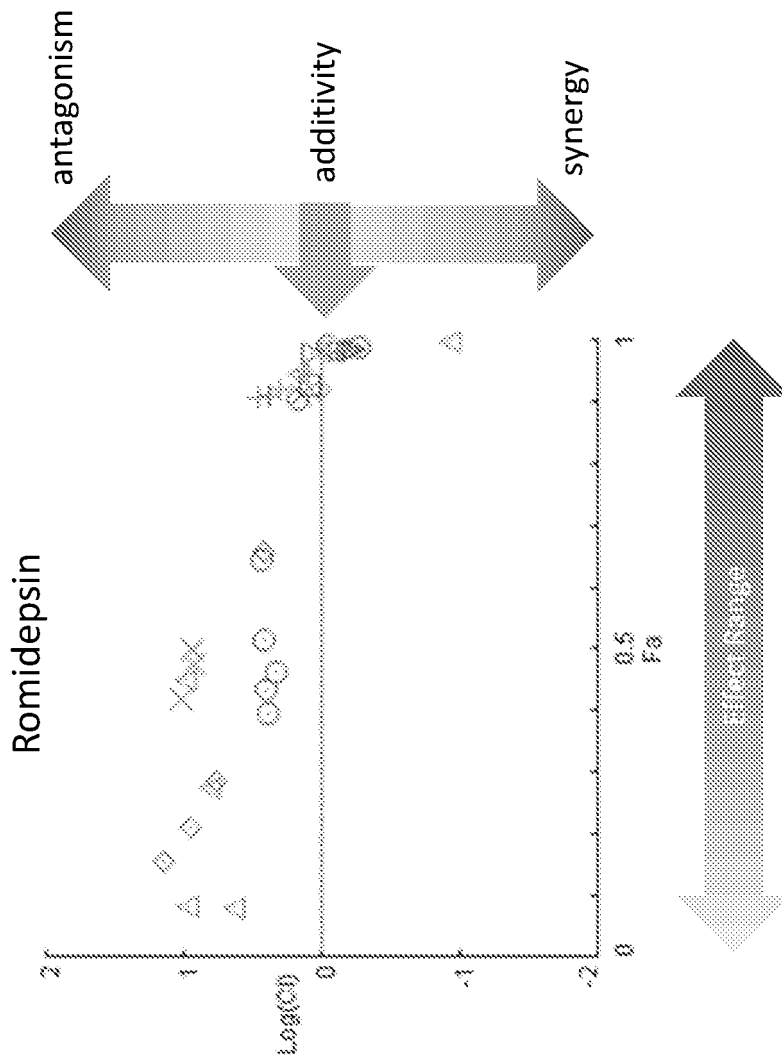 Romidepsin
2
1
0
-1
-2
Log(CI)
0
0.5
1
Fa
antagonism
additivity
synergy
Effect Range